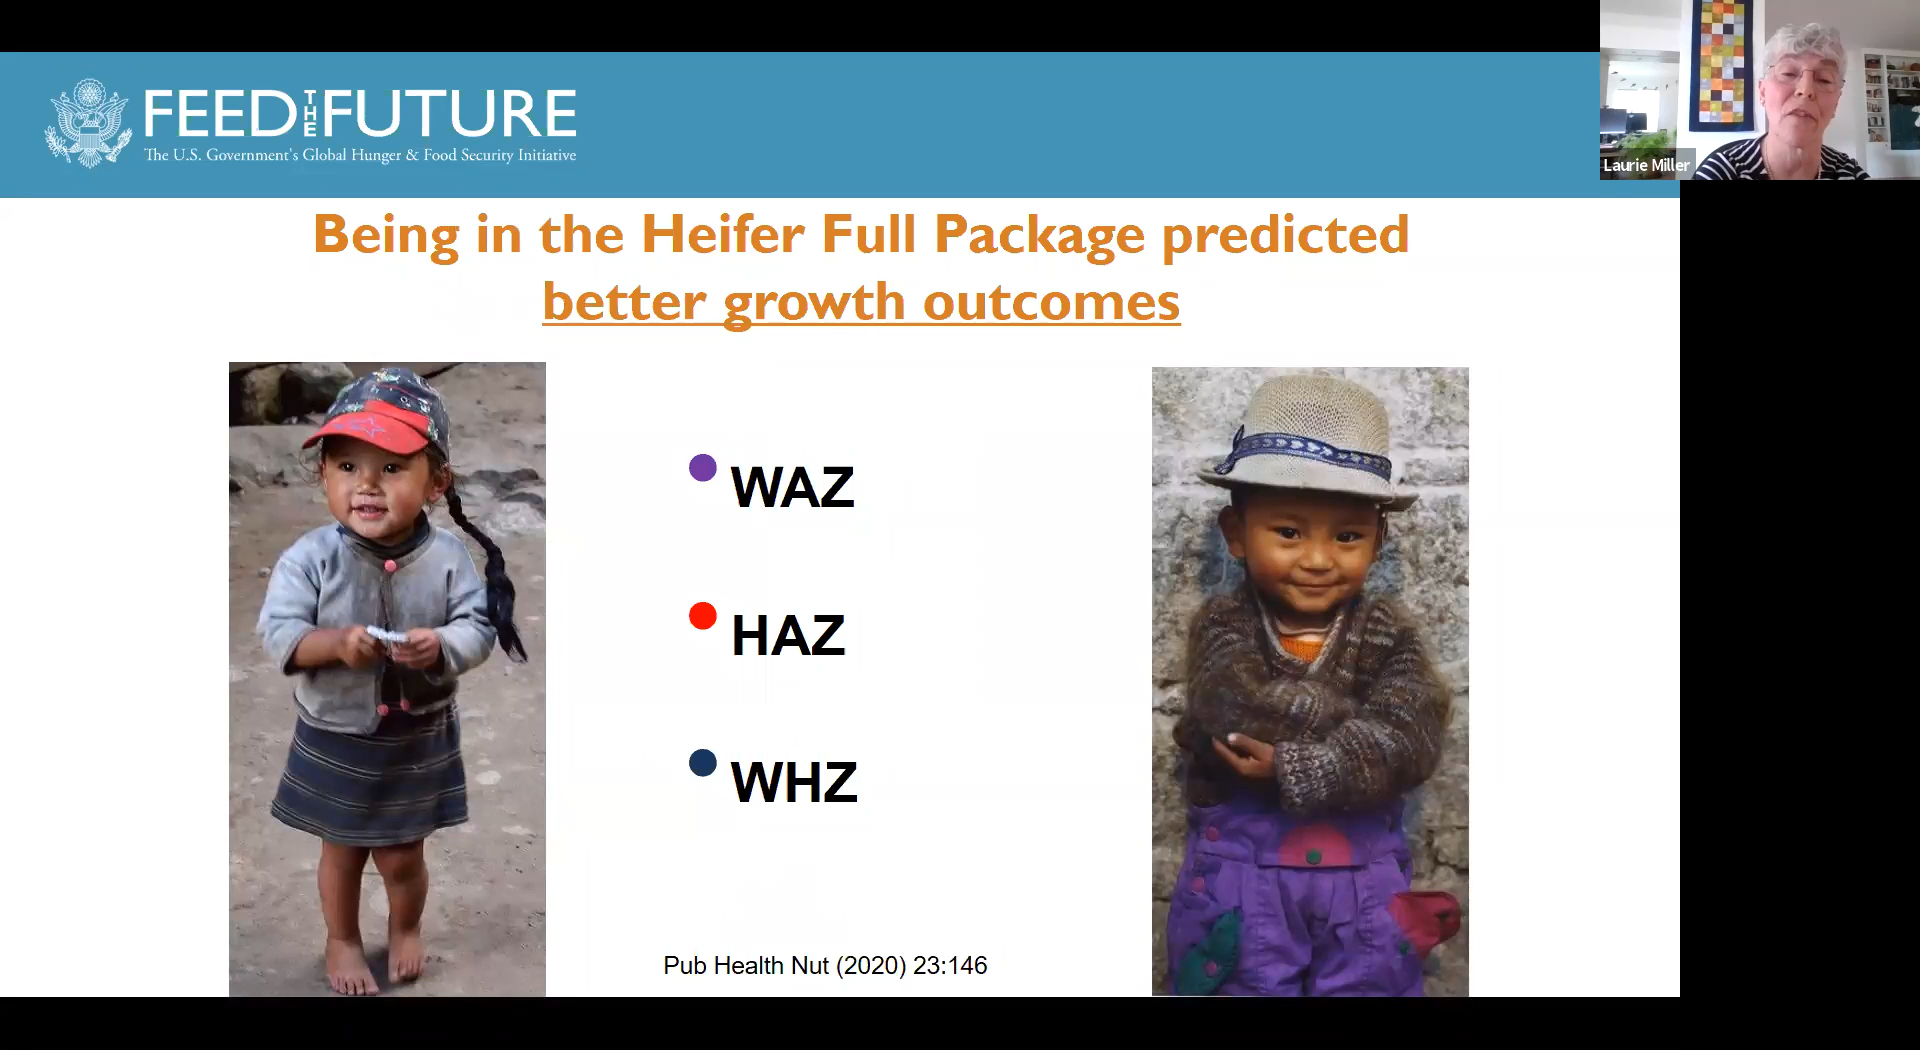 FEED THE FUTURE
The U.S. Government's Global Hunger & Food Security Initiative
Laurie Miller
Being in the Heifer Full Package predicted
better growth outcomes
WAZ
HAZ
WHZ
Pub Health Nut (2020) 23:146